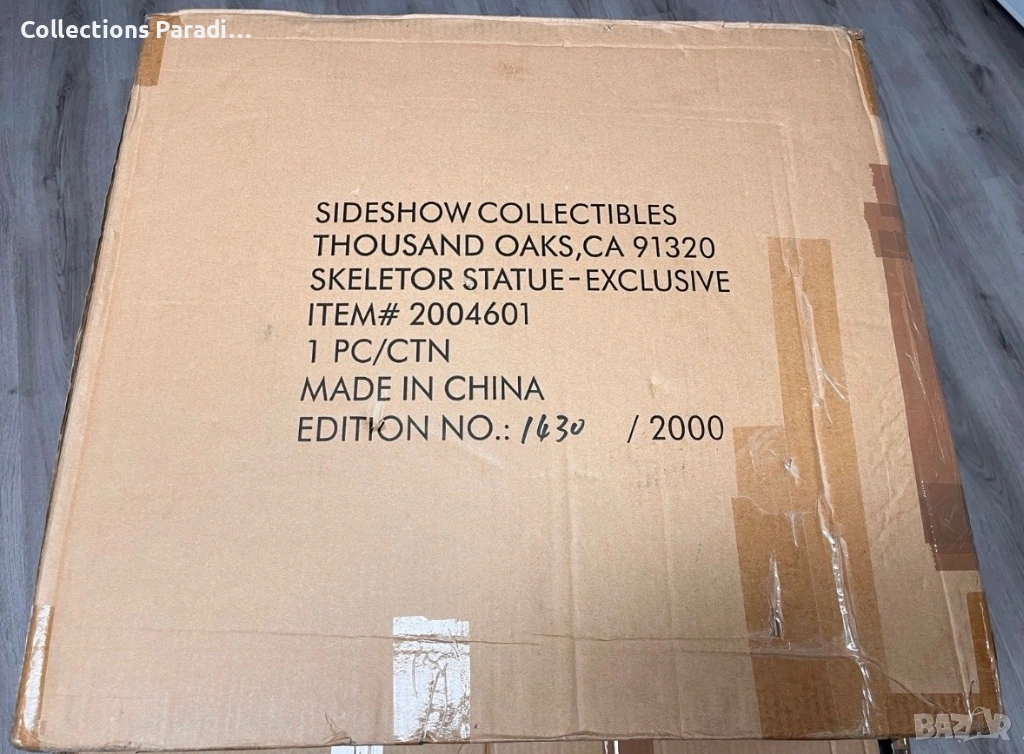 Collections Paradi...
SIDESHOW COLLECTIBLES
THOUSAND OAKS,CA 91320
SKELETOR STATUE-EXCLUSIVE
ITEM# 2004601
1 PC/CTN
MADE IN CHINA
EDITION NO.: 1430 / 2000
BAZAR